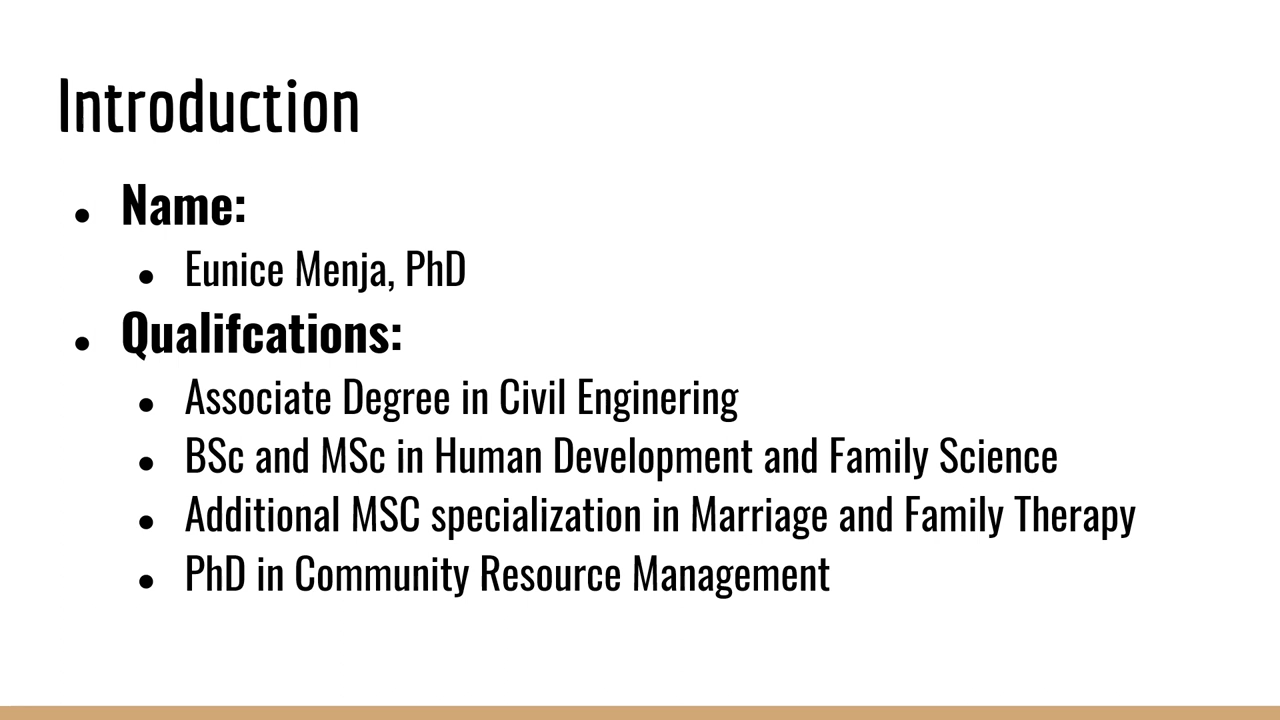 Introduction
● Name:
● Eunice Menja, PhD
● Qualifcations:
● Associate Degree in Civil Enginering
● BSc and MSc in Human Development and Family Science
● Additional MSC specialization in Marriage and Family Therapy
● PhD in Community Resource Management